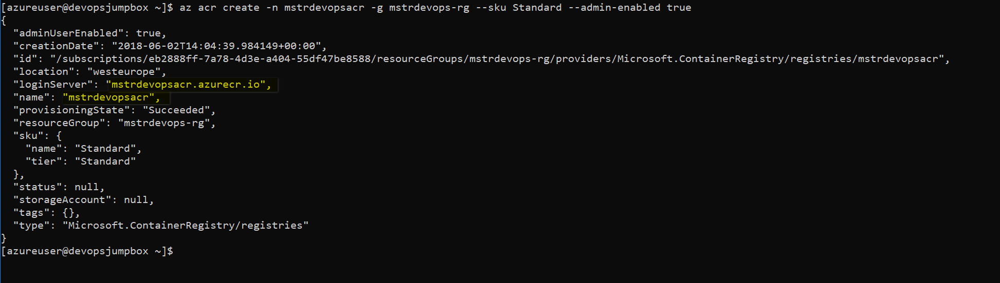 [azureuser@devopsjumpbox ~]$ az acr create -n mstrdevopsacr -g mstrdevops-rg --sku Standard --admin-enabled true
{
  "adminUserEnabled": true,
  "creationDate": "2018-06-02T14:04:39.984149+00:00",
  "id": "/subscriptions/eb2888ff-7a78-4d3e-a404-55df47be8588/resourceGroups/mstrdevops-rg/providers/Microsoft.ContainerRegistry/registries/mstrdevopsacr",
  "location": "westeurope",
  "loginServer": "mstrdevopsacr.azurecr.io",
  "name": "mstrdevopsacr",
  "provisioningState": "Succeeded",
  "resourceGroup": "mstrdevops-rg",
  "sku": {
    "name": "Standard",
    "tier": "Standard"
  },
  "status": null,
  "storageAccount": null,
  "tags": {},
  "type": "Microsoft.ContainerRegistry/registries"
}
[azureuser@devopsjumpbox ~]$